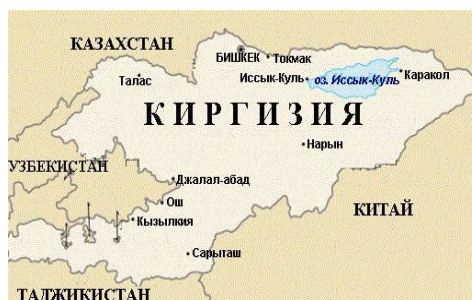 КАЗАХСТАН
БИШКЕК Токмак
Талас Иссык-Куль оз. Иссык-Куль Каракол
КИРГИЗИЯ
Нарын
УЗБЕКИСТАН
Джалал-абад
Ош КИТАЙ
Кызылкия
Сарыташ
ТАДЖИКИСТАН